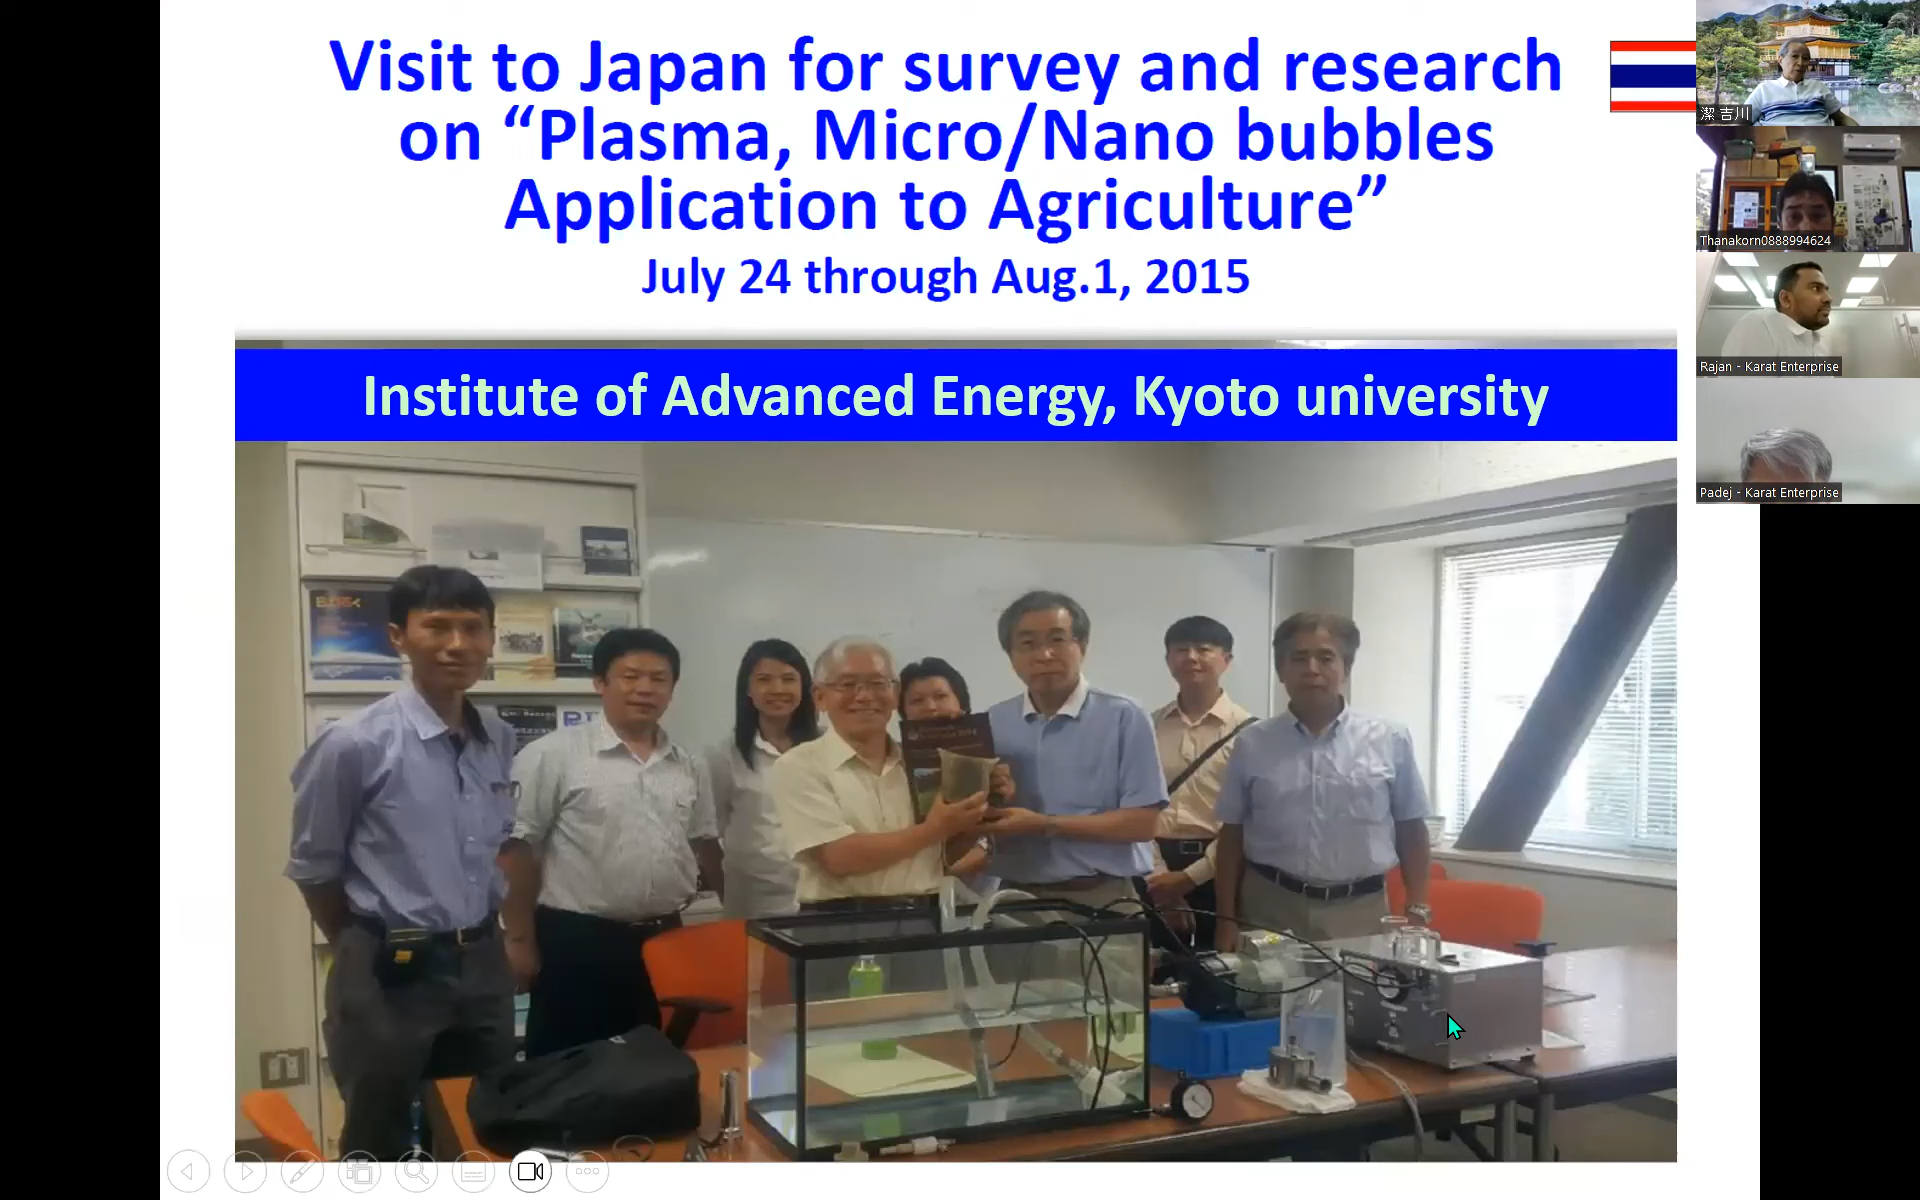 Visit to Japan for survey and research
on “Plasma, Micro/Nano bubbles
Application to Agriculture”
July 24 through Aug.1, 2015
Institute of Advanced Energy, Kyoto university
潔 吉川
Thanakorn0888994624
Rajan - Karat Enterprise
Padej - Karat Enterprise